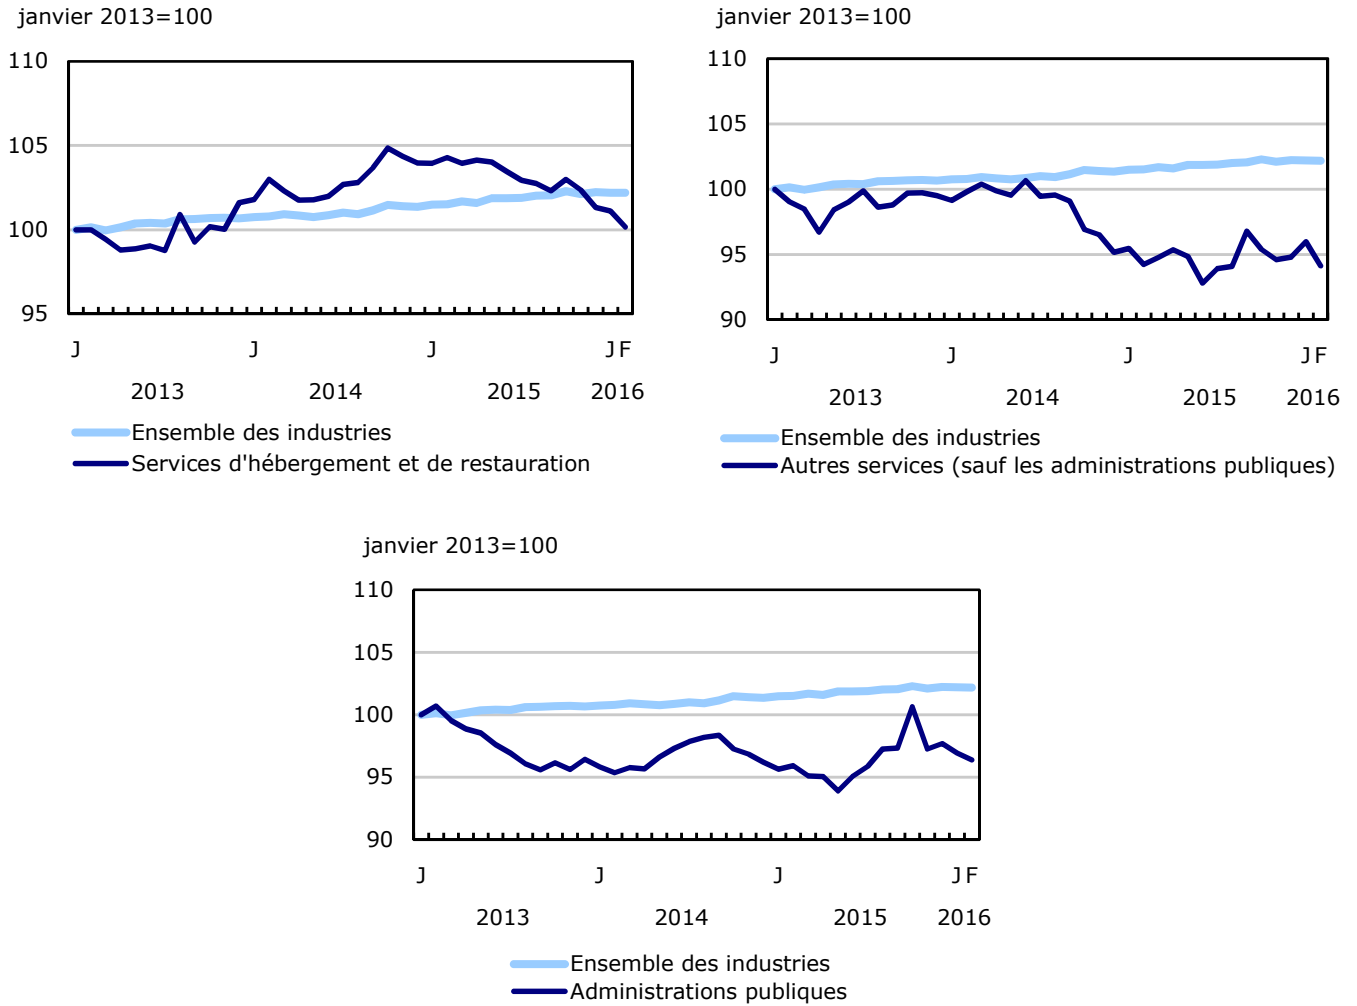 janvier 2013=100
110
105
100
95
J J J J F
2013 2014 2015 2016
Ensemble des industries
Services d'hébergement et de restauration
janvier 2013=100
110
105
100
95
90
J J J J F
2013 2014 2015 2016
Ensemble des industries
Autres services (sauf les administrations publiques)
janvier 2013=100
110
105
100
95
90
J J J J F
2013 2014 2015 2016
Ensemble des industries
Administrations publiques